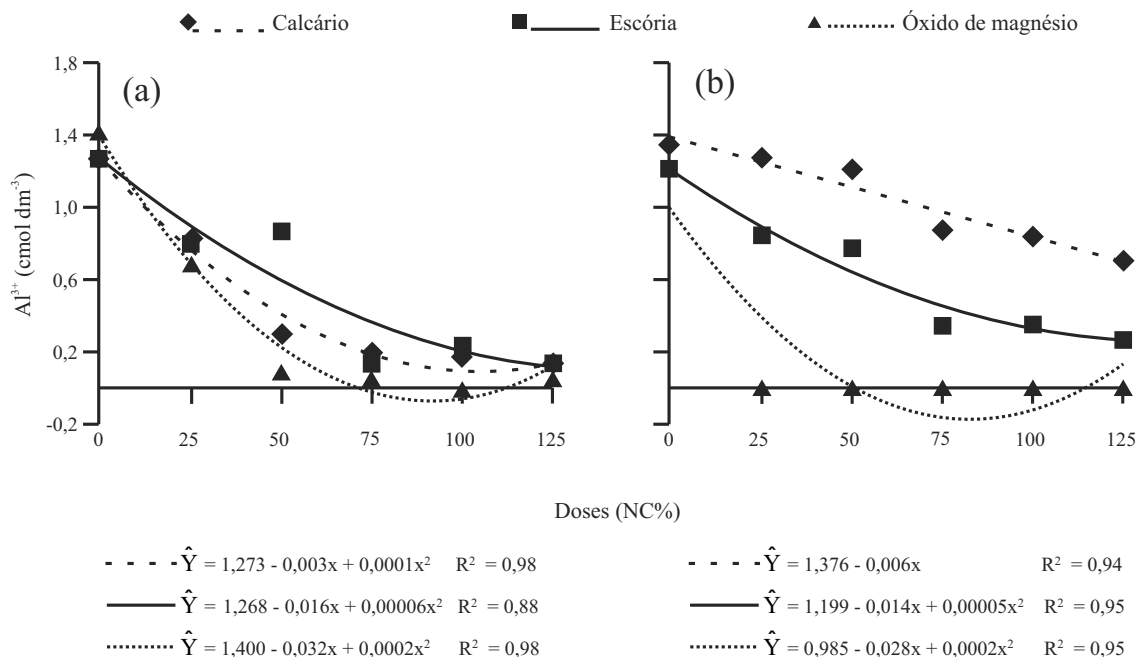 Calcário Escória Óxido de magnésio
1,8
1,4
1,0
0,6
0,2
-0,2
Al³⁺ (cmol dm⁻³)
(a) (b)
0 25 50 75 100 125 0 25 50 75 100 125
Doses (NC%)
Ŷ = 1,273 - 0,003x + 0,0001x² R² = 0,98 Ŷ = 1,376 - 0,006x R² = 0,94
Ŷ = 1,268 - 0,016x + 0,00006x² R² = 0,88 Ŷ = 1,199 - 0,014x + 0,00005x² R² = 0,95
Ŷ = 1,400 - 0,032x + 0,0002x² R² = 0,98 Ŷ = 0,985 - 0,028x + 0,0002x² R² = 0,95